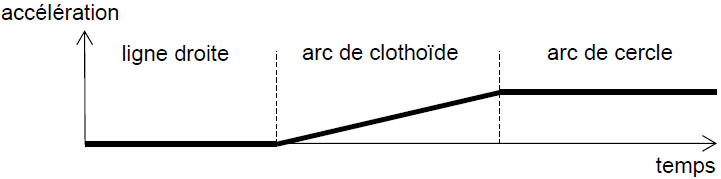 accélération
ligne droite
arc de clothoïde
arc de cercle
temps